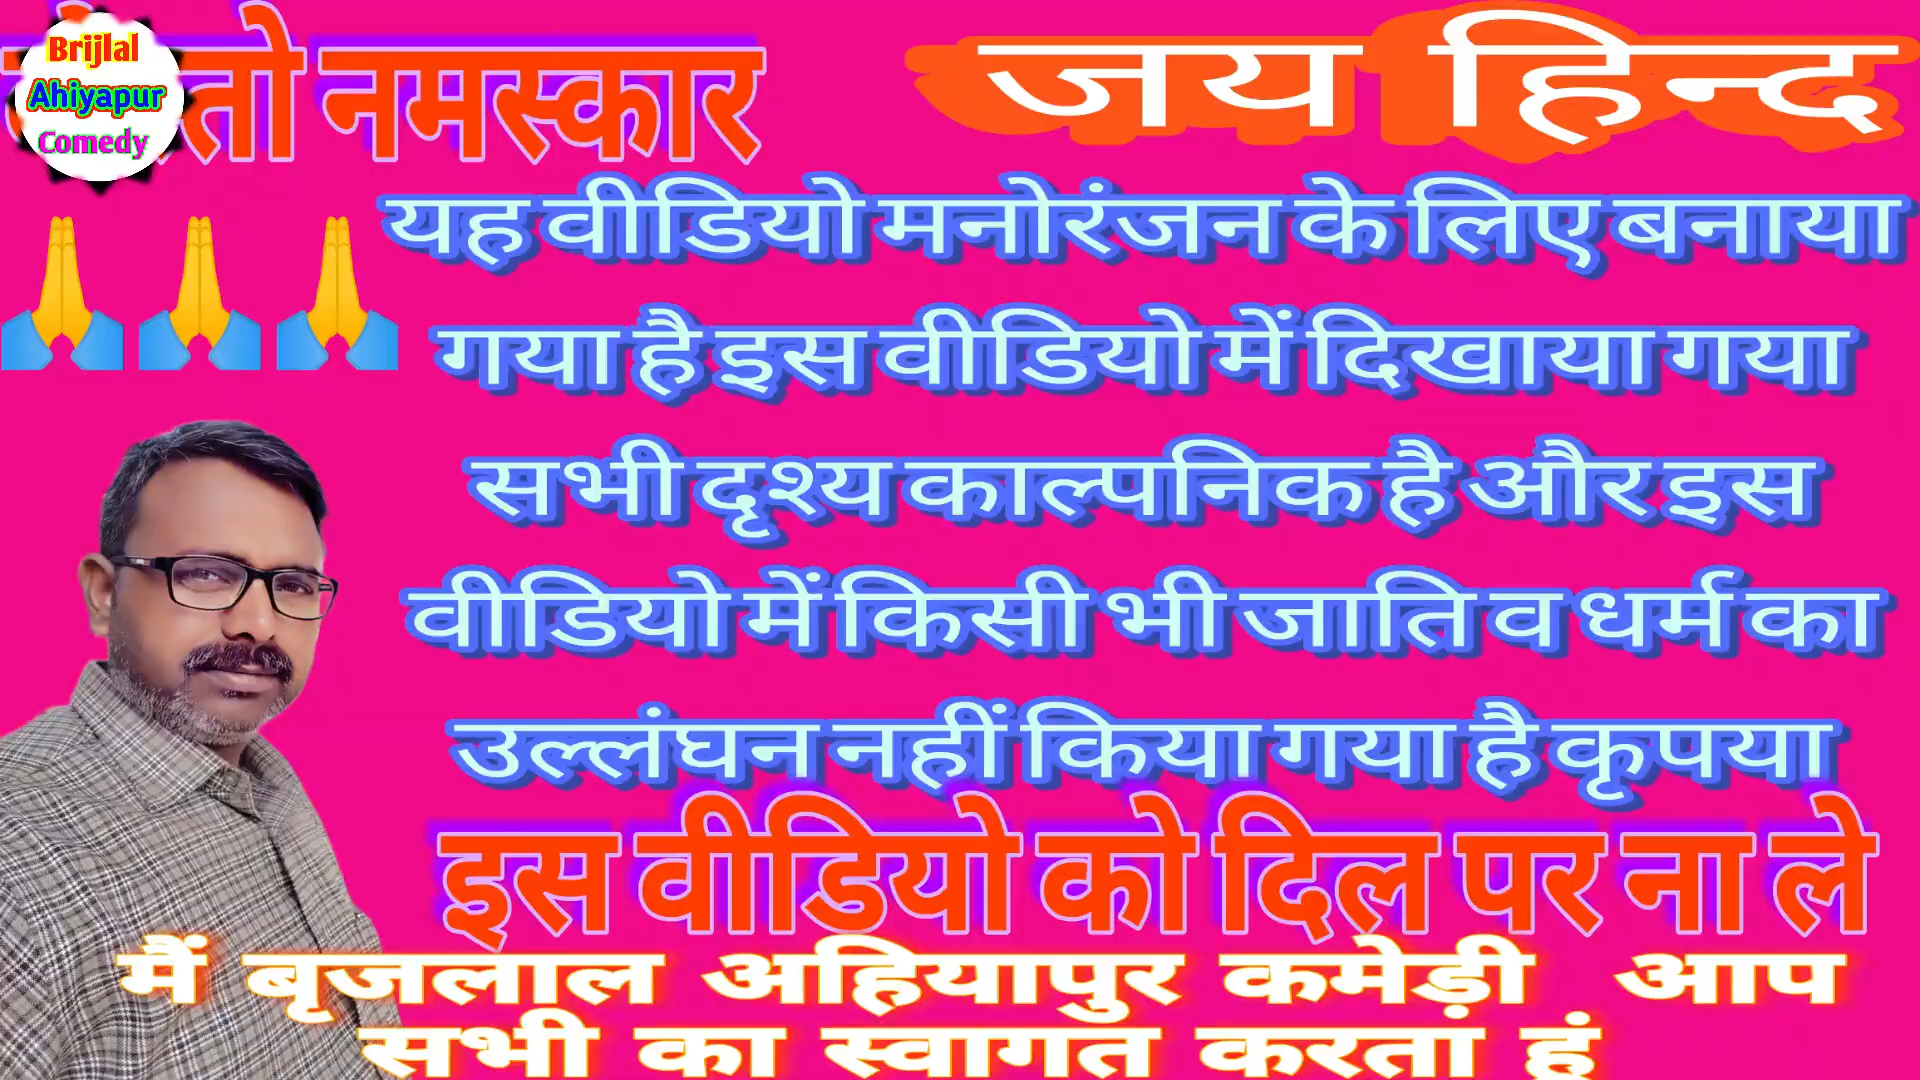 Brijlal
Ahiyapur
Comedy
नमस्कार
जय हिन्द
यह वीडियो मनोरंजन के लिए बनाया
गया है इस वीडियो में दिखाया गया
सभी दृश्य काल्पनिक है और इस
वीडियो में किसी भी जाति व धर्म का
उल्लंघन नहीं किया गया है कृपया
इस वीडियो को दिल पर ना ले
मैं बृजलाल अहियापुर कमेड़ी आप
सभी का स्वागत करता हूं